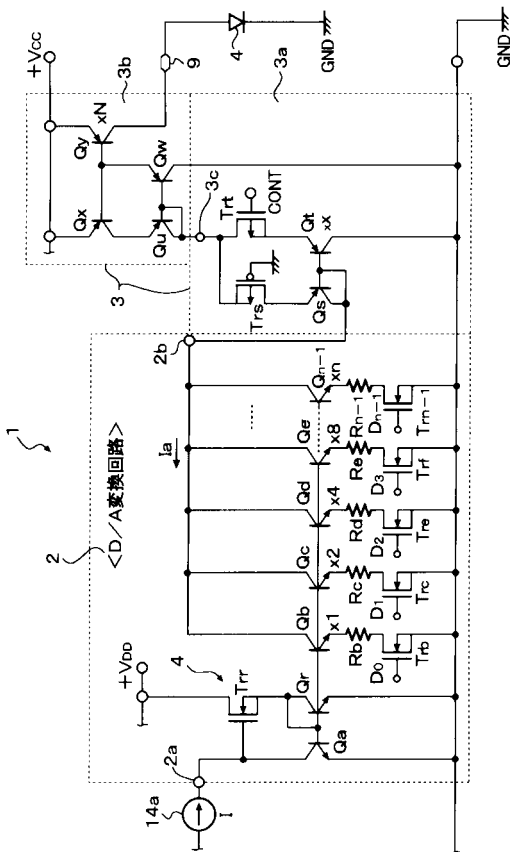 1
2
<D/A変換回路>
+VDD
+VCC
3b
Qx
Qy
xN
4
9
GND
Qu
Qw
3
3c
3a
Trt
CONT
Trs
Qt
xx
Qs
2b
Ia
2a
14a
I
4
Trr
Qa
Qr
Qb
Qc
Qd
Qe
Qn-1
x1
x2
x4
x8
xn
Rb
Rc
Rd
Re
Rn-1
D0
D1
D2
D3
Dn-1
Trb
Trc
Tre
Trf
Trn-1
GND